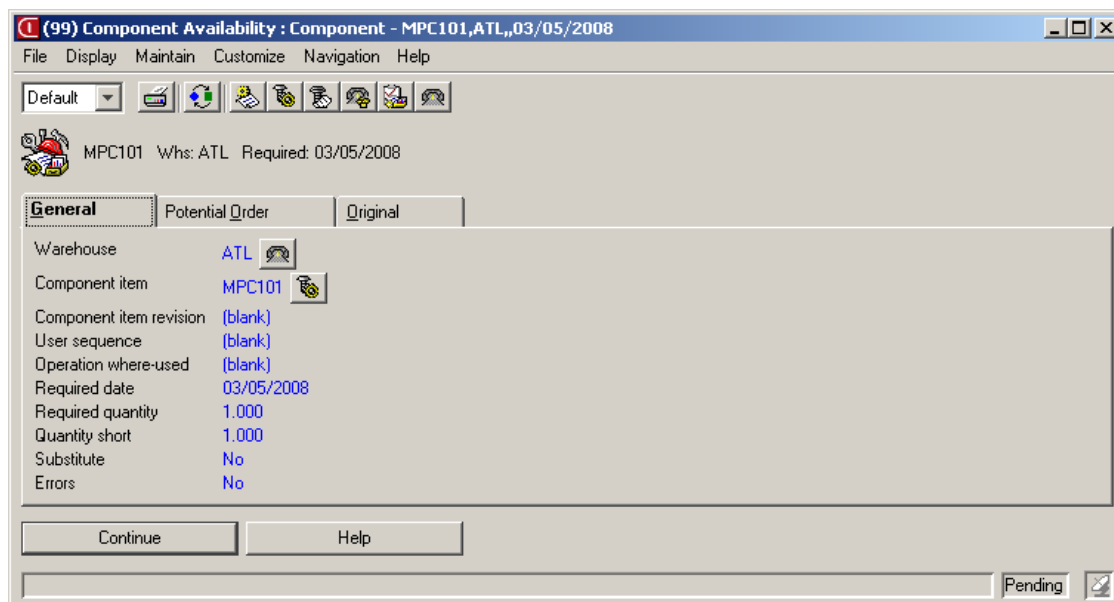 (99) Component Availability : Component - MPC101,ATL,,03/05/2008
File Display Maintain Customize Navigation Help
Default
MPC101 Whs: ATL Required: 03/05/2008
General Potential Order Original
Warehouse ATL
Component item MPC101
Component item revision (blank)
User sequence (blank)
Operation where-used (blank)
Required date 03/05/2008
Required quantity 1.000
Quantity short 1.000
Substitute No
Errors No
Continue Help
Pending